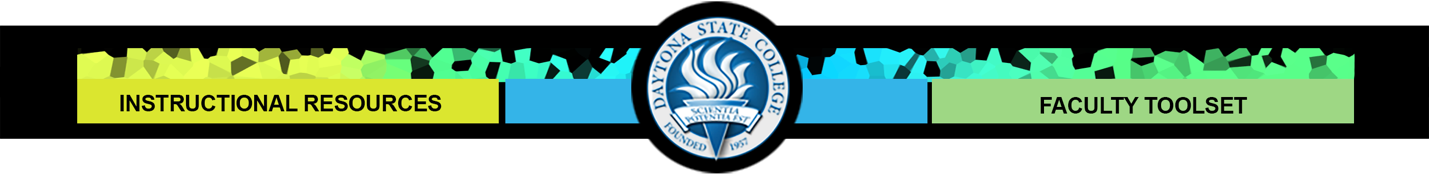 INSTRUCTIONAL RESOURCES
DAYTONA STATE COLLEGE
SCIENTIA
POTENTIA EST
FOUNDED 1957
FACULTY TOOLSET